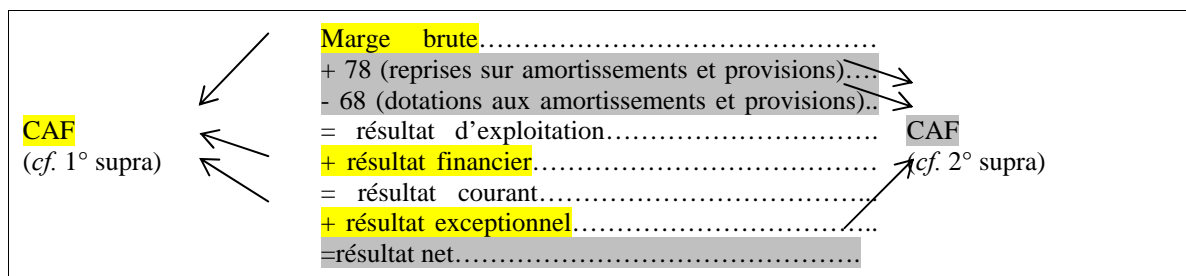 Marge brute………………………………………
+ 78 (reprises sur amortissements et provisions)….
- 68 (dotations aux amortissements et provisions)..
CAF = résultat d'exploitation………………………….. CAF
(cf. 1° supra) + résultat financier………………………………… (cf. 2° supra)
= résultat courant………………………………...
+ résultat exceptionnel……………………………..
=résultat net……………………………………………….